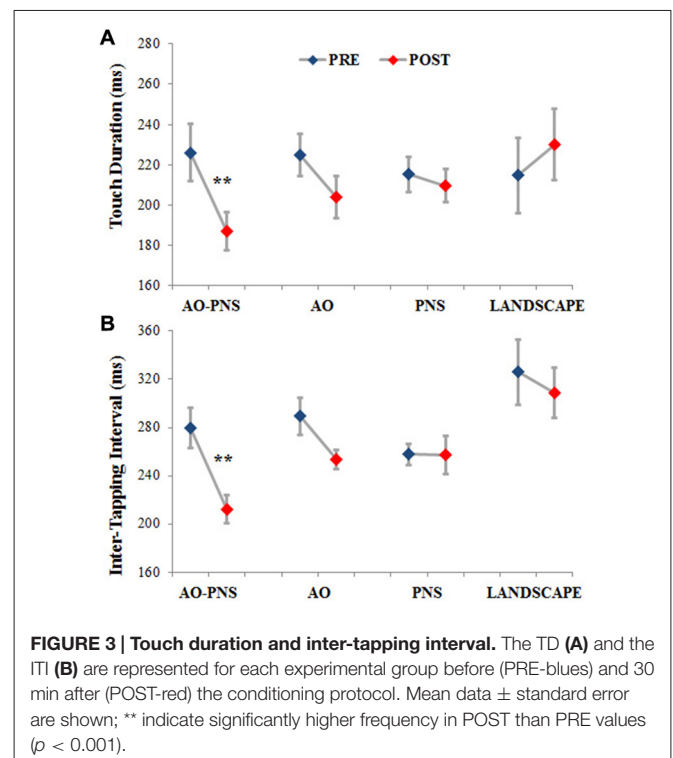 A
280
260
240
220
200
180
160
Touch Duration (ms)
PRE POST
**
AO-PNS AO PNS LANDSCAPE
B
360
320
280
240
200
160
Inter-Tapping Interval (ms)
**
AO-PNS AO PNS LANDSCAPE
FIGURE 3 | Touch duration and inter-tapping interval. The TD (A) and the
ITI (B) are represented for each experimental group before (PRE-blues) and 30
min after (POST-red) the conditioning protocol. Mean data ± standard error
are shown; ** indicate significantly higher frequency in POST than PRE values
(p < 0.001).